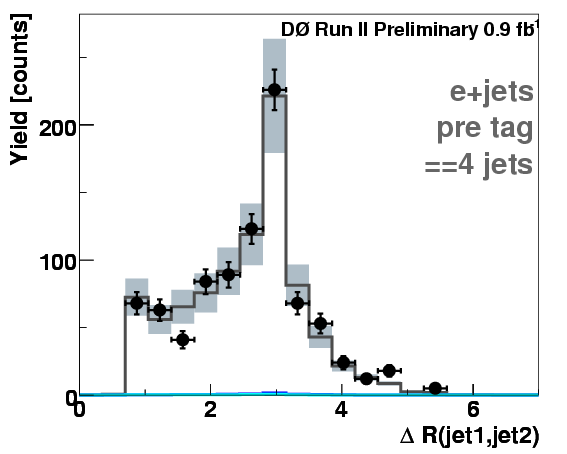 DØ Run II Preliminary 0.9 fb⁻¹
Yield [counts]
e+jets
pre tag
==4 jets
200
100
0
0 2 4 6
Δ R(jet1,jet2)